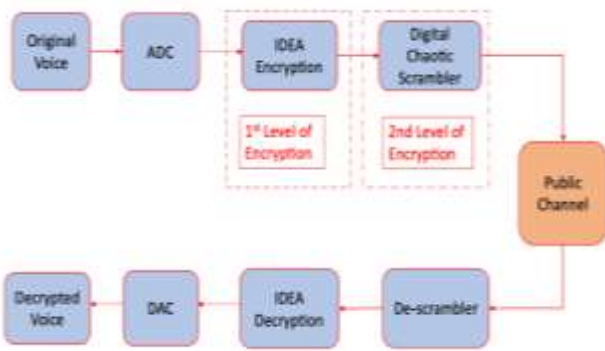 Original
Voice
ADC
IDEA
Encryption
Digital
Chaotic
Scrambler
1st Level of
Encryption
2nd Level of
Encryption
Public
Channel
Decrypted
Voice
DAC
IDEA
Decryption
De-scrambler